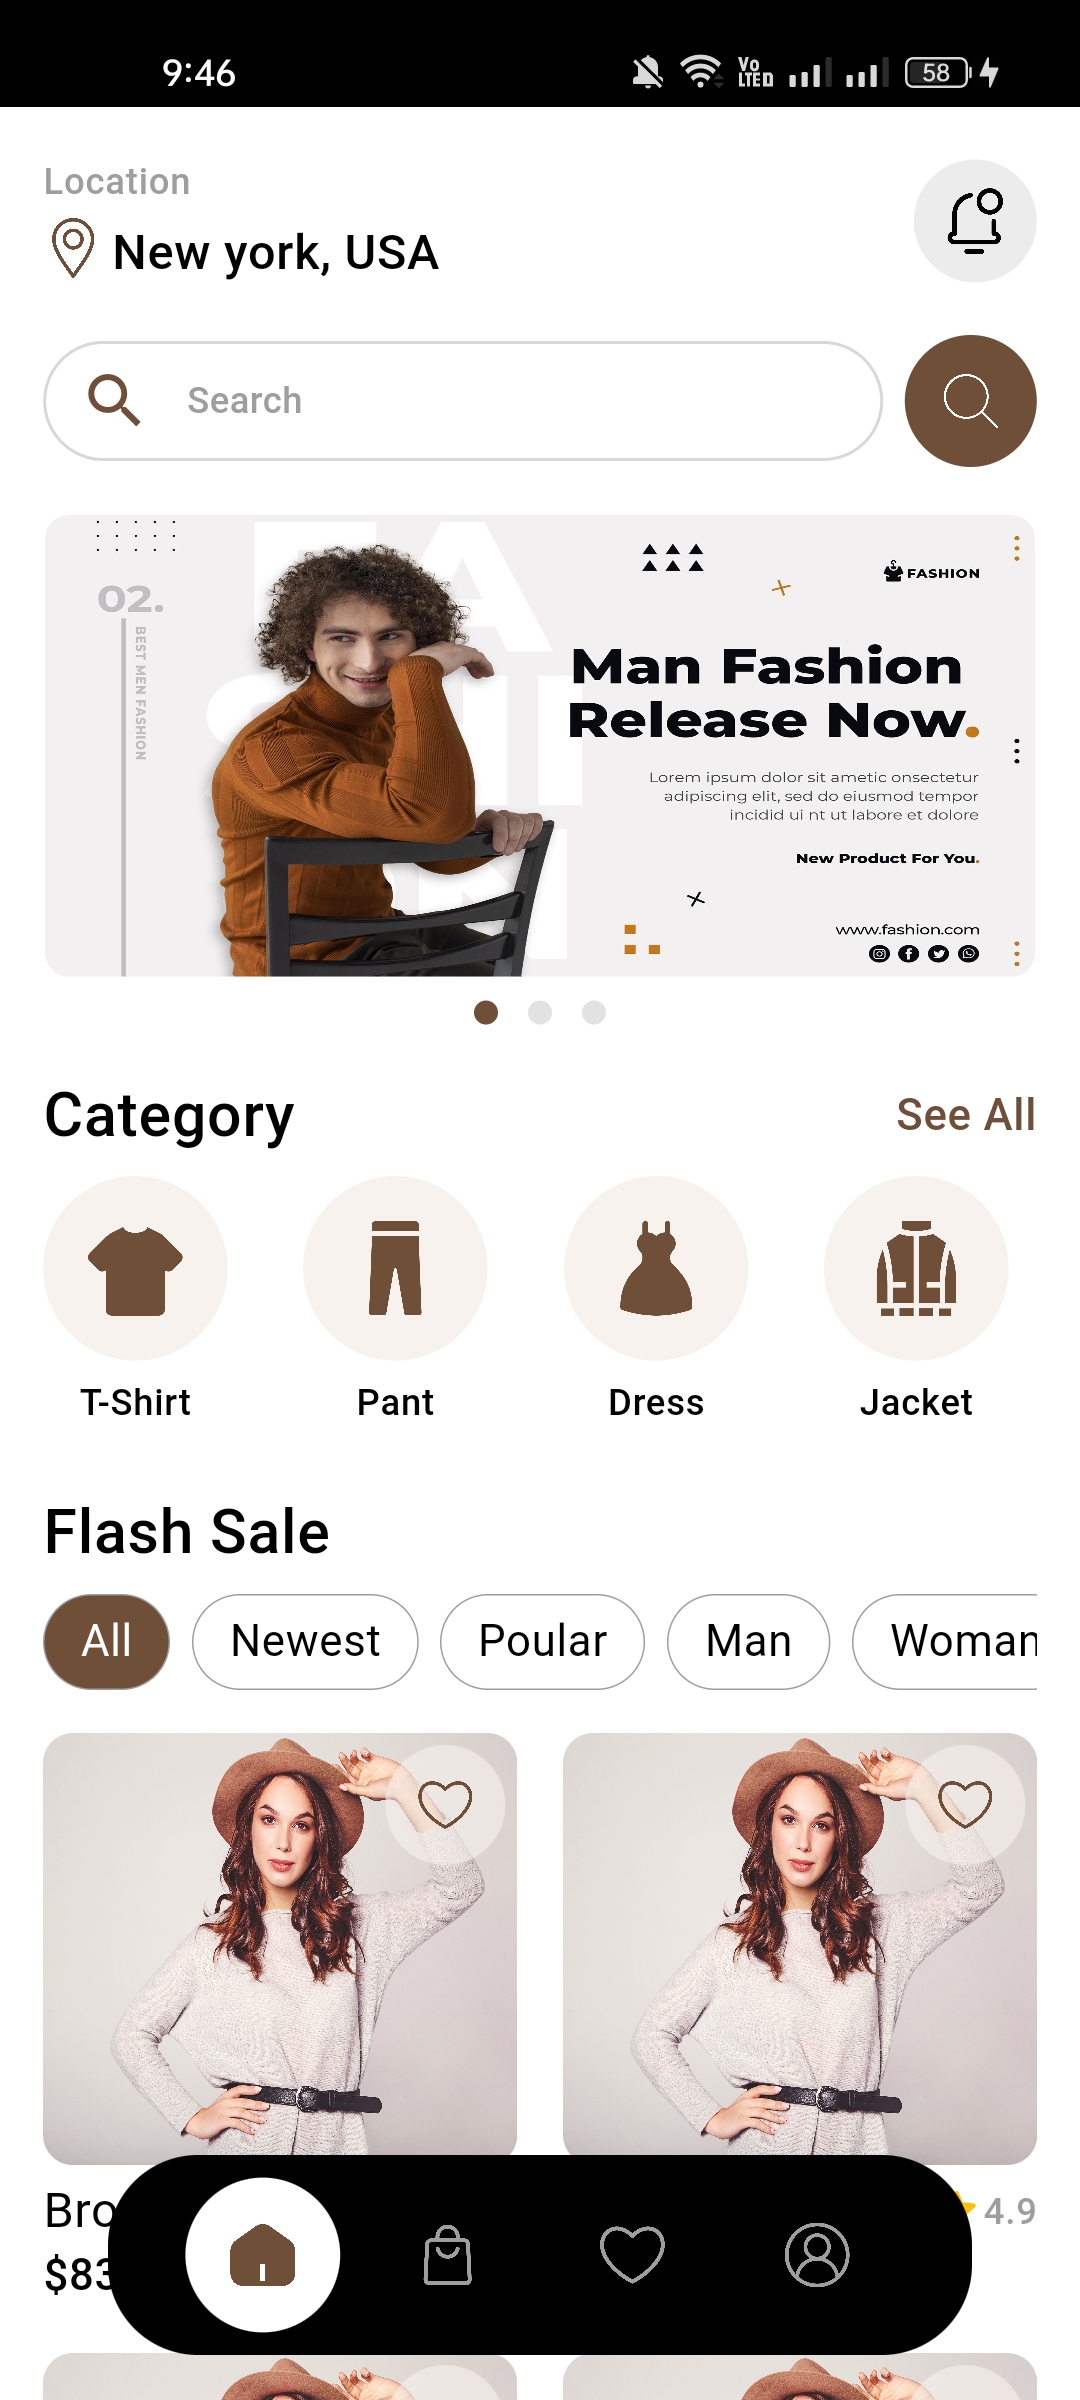 9:46
Vo
LTED
58
Location
New york, USA
Search
02.
BEST MEN FASHION
FASHION
Man Fashion
Release Now.
Lorem ipsum dolor sit ametic onsectetur
adipiscing elit, sed do eiusmod tempor
incidid ui nt ut labore et dolore
New Product For You.
www.fashion.com
Category
See All
T-Shirt
Pant
Dress
Jacket
Flash Sale
All
Newest
Poular
Man
Woman
4.9
$83